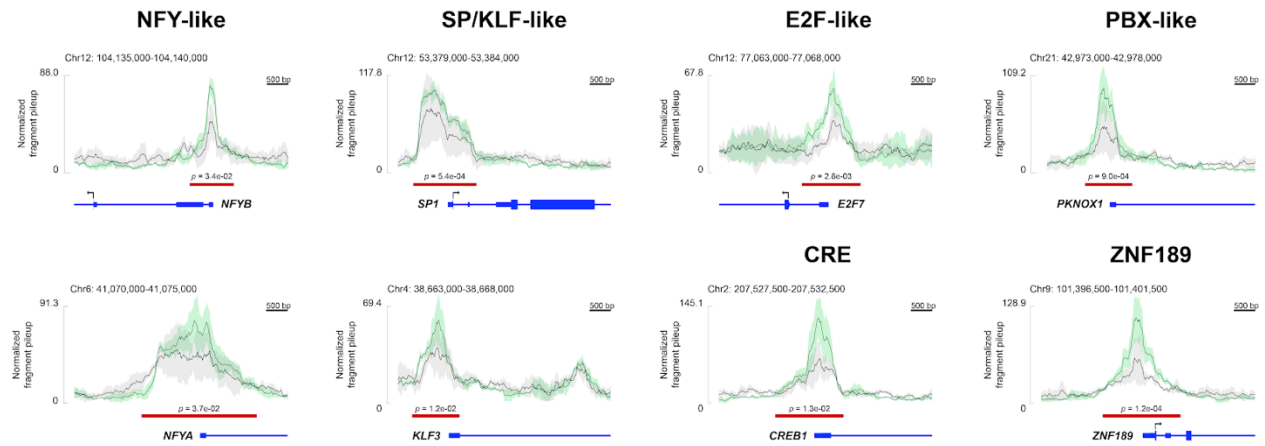 NFY-like
SP/KLF-like
E2F-like
PBX-like
Chr12: 104,135,000-104,140,000
88.0
500 bp
Normalized
fragment pileup
0
p = 3.4e-02
NFYB
Chr12: 53,379,000-53,384,000
117.8
500 bp
Normalized
fragment pileup
0
p = 5.4e-04
SP1
Chr12: 77,063,000-77,068,000
67.8
500 bp
Normalized
fragment pileup
0
p = 2.8e-03
E2F7
Chr21: 42,973,000-42,978,000
109.2
500 bp
Normalized
fragment pileup
0
p = 9.0e-04
PKNOX1
CRE
ZNF189
Chr6: 41,070,000-41,075,000
91.3
500 bp
Normalized
fragment pileup
0
p = 3.7e-02
NFYA
Chr4: 38,663,000-38,668,000
69.4
500 bp
Normalized
fragment pileup
0
p = 1.2e-02
KLF3
Chr2: 207,527,500-207,532,500
145.1
500 bp
Normalized
fragment pileup
0
p = 1.3e-02
CREB1
Chr9: 101,396,500-101,401,500
128.9
500 bp
Normalized
fragment pileup
0
p = 1.2e-04
ZNF189